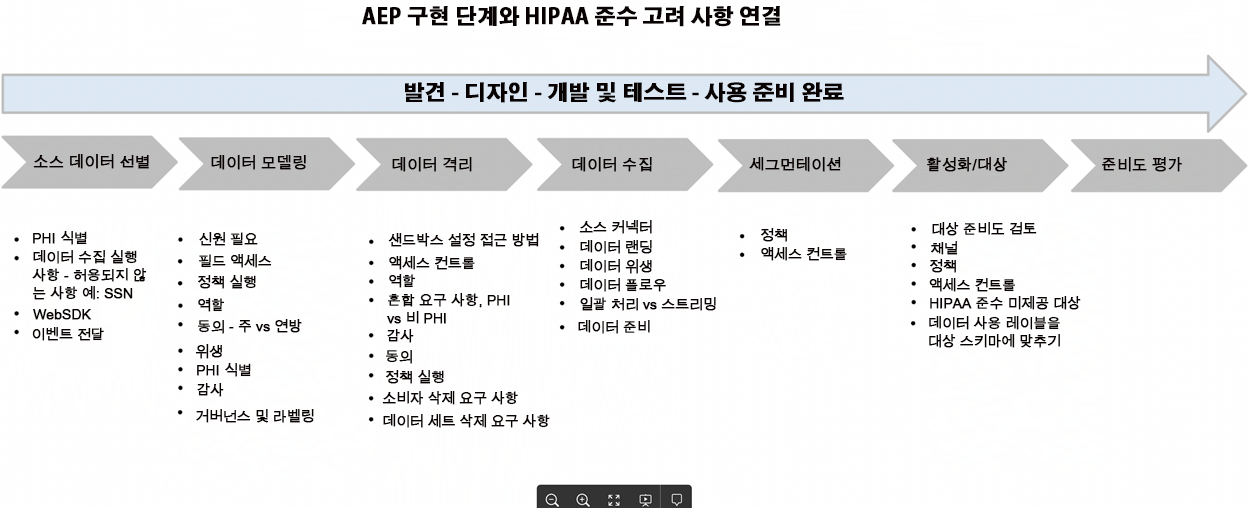 AEP 구현 단계와 HIPAA 준수 고려 사항 연결
발견 - 디자인 - 개발 및 테스트 - 사용 준비 완료
소스 데이터 선별
데이터 모델링
데이터 격리
데이터 수집
세그먼테이션
활성화/대상
준비도 평가
• PHI 식별
• 데이터 수집 실행
사항 - 허용되지 않
는 사항 예: SSN
• WebSDK
• 이벤트 전달
• 신원 필요
• 필드 액세스
• 정책 실행
• 역할
• 동의 - 주 vs 연방
• 위생
• PHI 식별
• 감사
• 거버넌스 및 라벨링
• 샌드박스 설정 접근 방법
• 액세스 컨트롤
• 역할
• 혼합 요구 사항, PHI
vs 비 PHI
• 감사
• 동의
• 정책 실행
• 소비자 삭제 요구 사항
• 데이터 세트 삭제 요구 사항
• 소스 커넥터
• 데이터 랜딩
• 데이터 위생
• 데이터 플로우
• 일괄 처리 vs 스트리밍
• 데이터 준비
• 정책
• 액세스 컨트롤
• 대상 준비도 검토
• 채널
• 정책
• 액세스 컨트롤
• HIPAA 준수 미제공 대상
• 데이터 사용 레이블을
대상 스키마에 맞추기